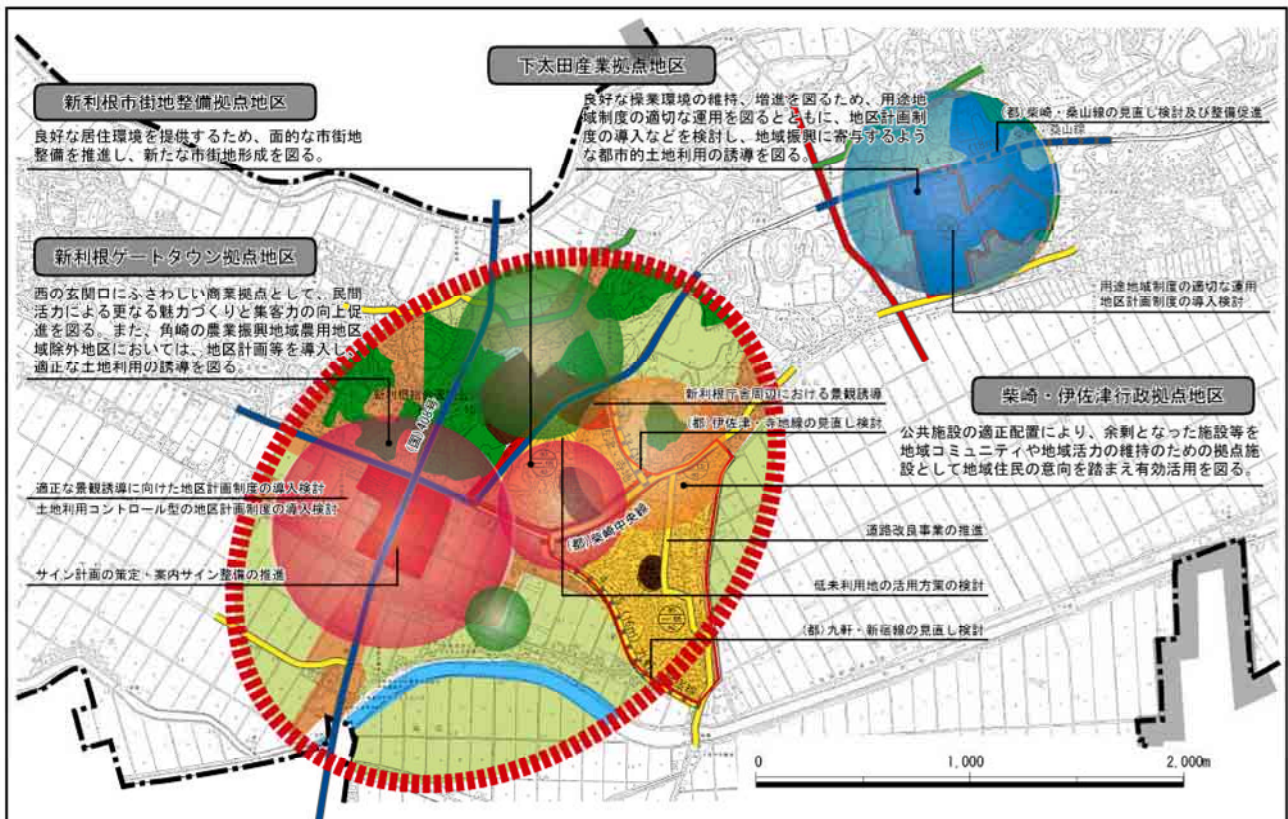 新利根市街地整備拠点地区
良好な居住環境を提供するため、面的な市街地
整備を推進し、新たな市街地形成を図る。
下太田産業拠点地区
良好な操業環境の維持、増進を図るため、用途地
域制度の適切な運用を図るとともに、地区計画制
度の導入などを検討し、地域振興に寄与するよう
な都市的土地利用の誘導を図る。
(都)柴崎・桑山線の見直し検討及び整備促進
新利根ゲートタウン拠点地区
西の玄関口にふさわしい商業拠点として、民間
活力による更なる魅力づくりと集客力の向上促
進を図る。また、角崎の農業振興地域農用地区
域除外地区においては、地区計画等を導入し、
適正な土地利用の誘導を図る。
用途地域制度の適切な運用
地区計画制度の導入検討
柴崎・伊佐津行政拠点地区
公共施設の適正配置により、余剰となった施設等を
地域コミュニティや地域活力の維持のための拠点施
設として地域住民の意向を踏まえ有効活用を図る。
新利根庁舎周辺における景観誘導
(都)伊佐津・寺地線の見直し検討
(国)408号
(都)柴崎中央線
適正な景観誘導に向けた地区計画制度の導入検討
土地利用コントロール型の地区計画制度の導入検討
サイン計画の策定・案内サイン整備の推進
道路改良事業の推進
低未利用地の活用方案の検討
(都)九軒・新宿線の見直し検討
0 1,000 2,000m